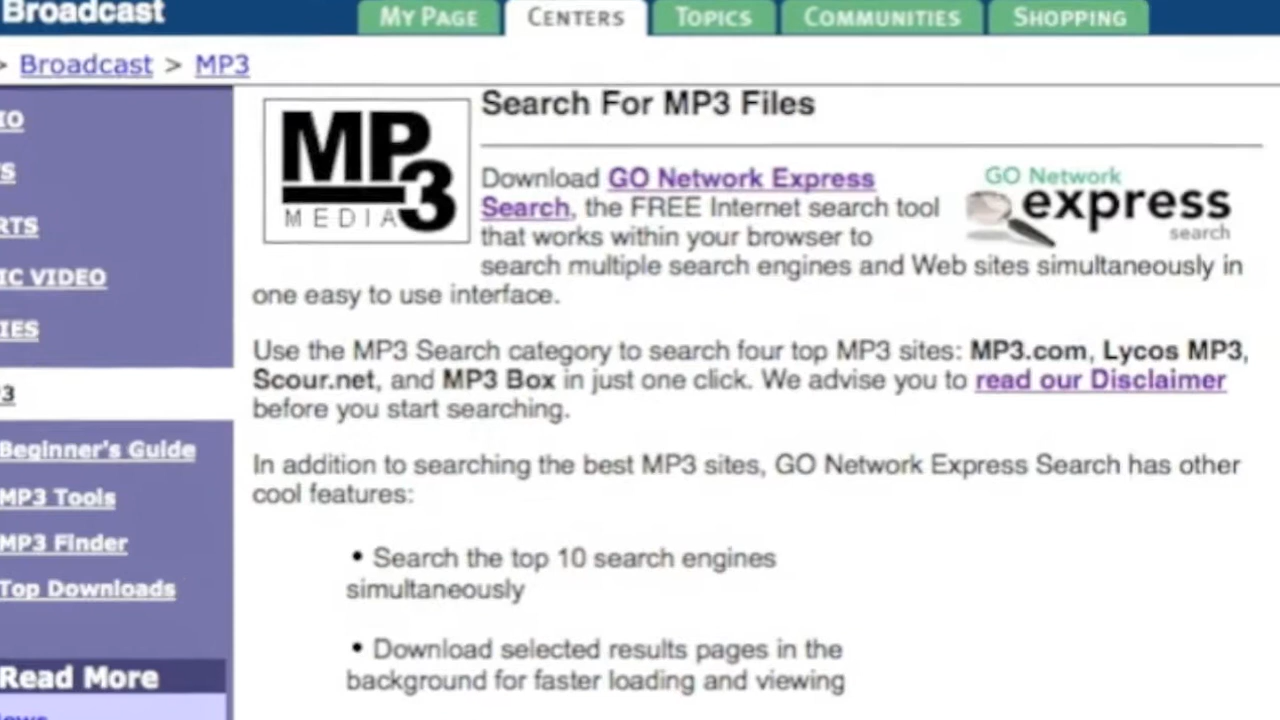 Broadcast
MY PAGE
CENTERS
TOPICS
COMMUNITIES
SHOPPING
> Broadcast > MP3
IO
S
RTS
IC VIDEO
IES
3
Beginner's Guide
MP3 Tools
MP3 Finder
Top Downloads
Read More
MP3
MEDIA
Search For MP3 Files
Download GO Network Express
Search, the FREE Internet search tool
that works within your browser to
search multiple search engines and Web sites simultaneously in
one easy to use interface.
GO Network
express
search
Use the MP3 Search category to search four top MP3 sites: MP3.com, Lycos MP3,
Scour.net, and MP3 Box in just one click. We advise you to read our Disclaimer
before you start searching.
In addition to searching the best MP3 sites, GO Network Express Search has other
cool features:
• Search the top 10 search engines
simultaneously
• Download selected results pages in the
background for faster loading and viewing